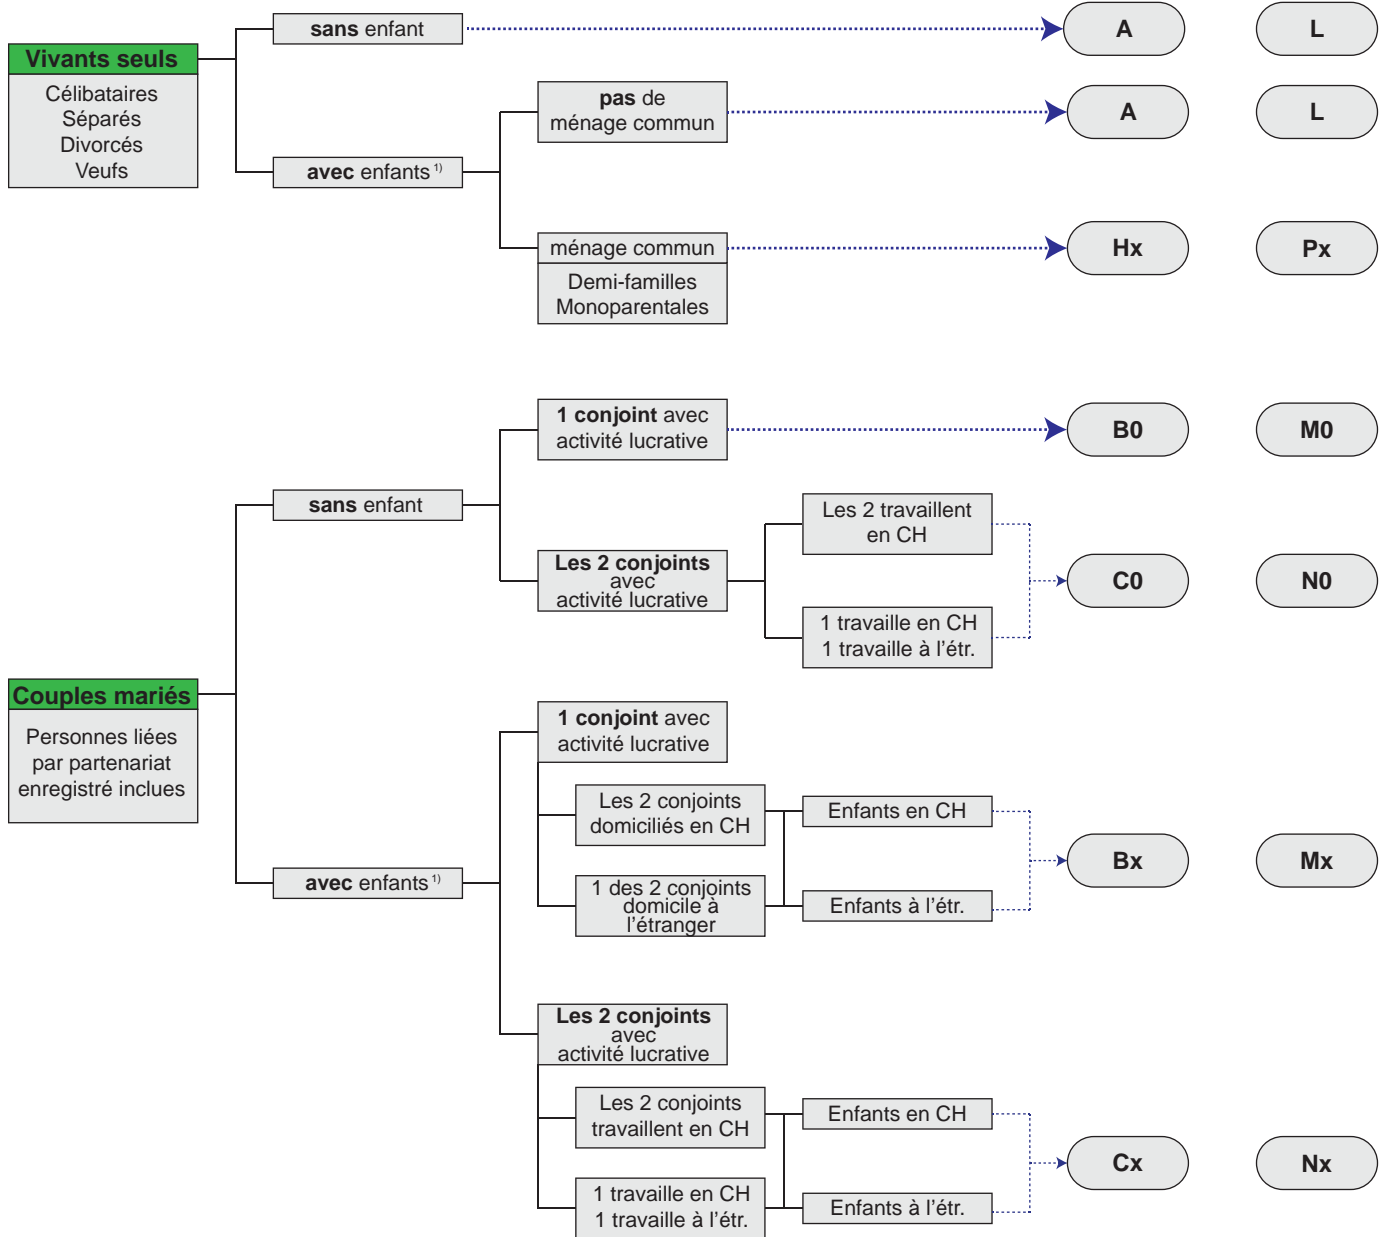 Vivants seuls
Célibataires
Séparés
Divorcés
Veufs
sans enfant
A
L
avec enfants 1)
pas de
ménage commun
A
L
ménage commun
Demi-familles
Monoparentales
Hx
Px
Couples mariés
Personnes liées
par partenariat
enregistré inclues
sans enfant
1 conjoint avec
activité lucrative
B0
M0
Les 2 conjoints
avec
activité lucrative
Les 2 travaillent
en CH
1 travaille en CH
1 travaille à l'étr.
C0
N0
avec enfants 1)
1 conjoint avec
activité lucrative
Les 2 conjoints
domiciliés en CH
1 des 2 conjoints
domicile à
l'étranger
Enfants en CH
Enfants à l'étr.
Bx
Mx
Les 2 conjoints
avec
activité lucrative
Les 2 conjoints
travaillent en CH
1 travaille en CH
1 travaille à l'étr.
Enfants en CH
Enfants à l'étr.
Cx
Nx